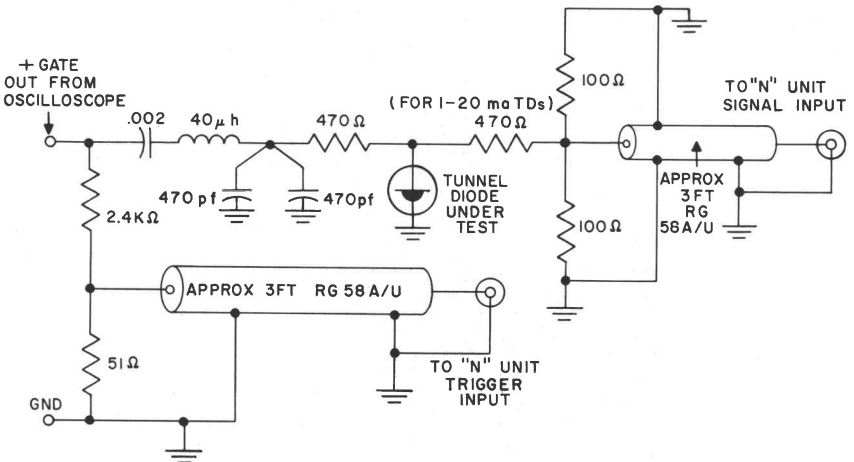 + GATE
OUT FROM
OSCILLOSCOPE
.002
40μh
470Ω
(FOR 1-20 ma TDs)
470Ω
100Ω
TO "N" UNIT
SIGNAL INPUT
2.4KΩ
470 pf
470pf
TUNNEL
DIODE
UNDER
TEST
100Ω
APPROX
3FT
RG
58A/U
APPROX 3FT RG 58A/U
51Ω
TO "N" UNIT
TRIGGER
INPUT
GND